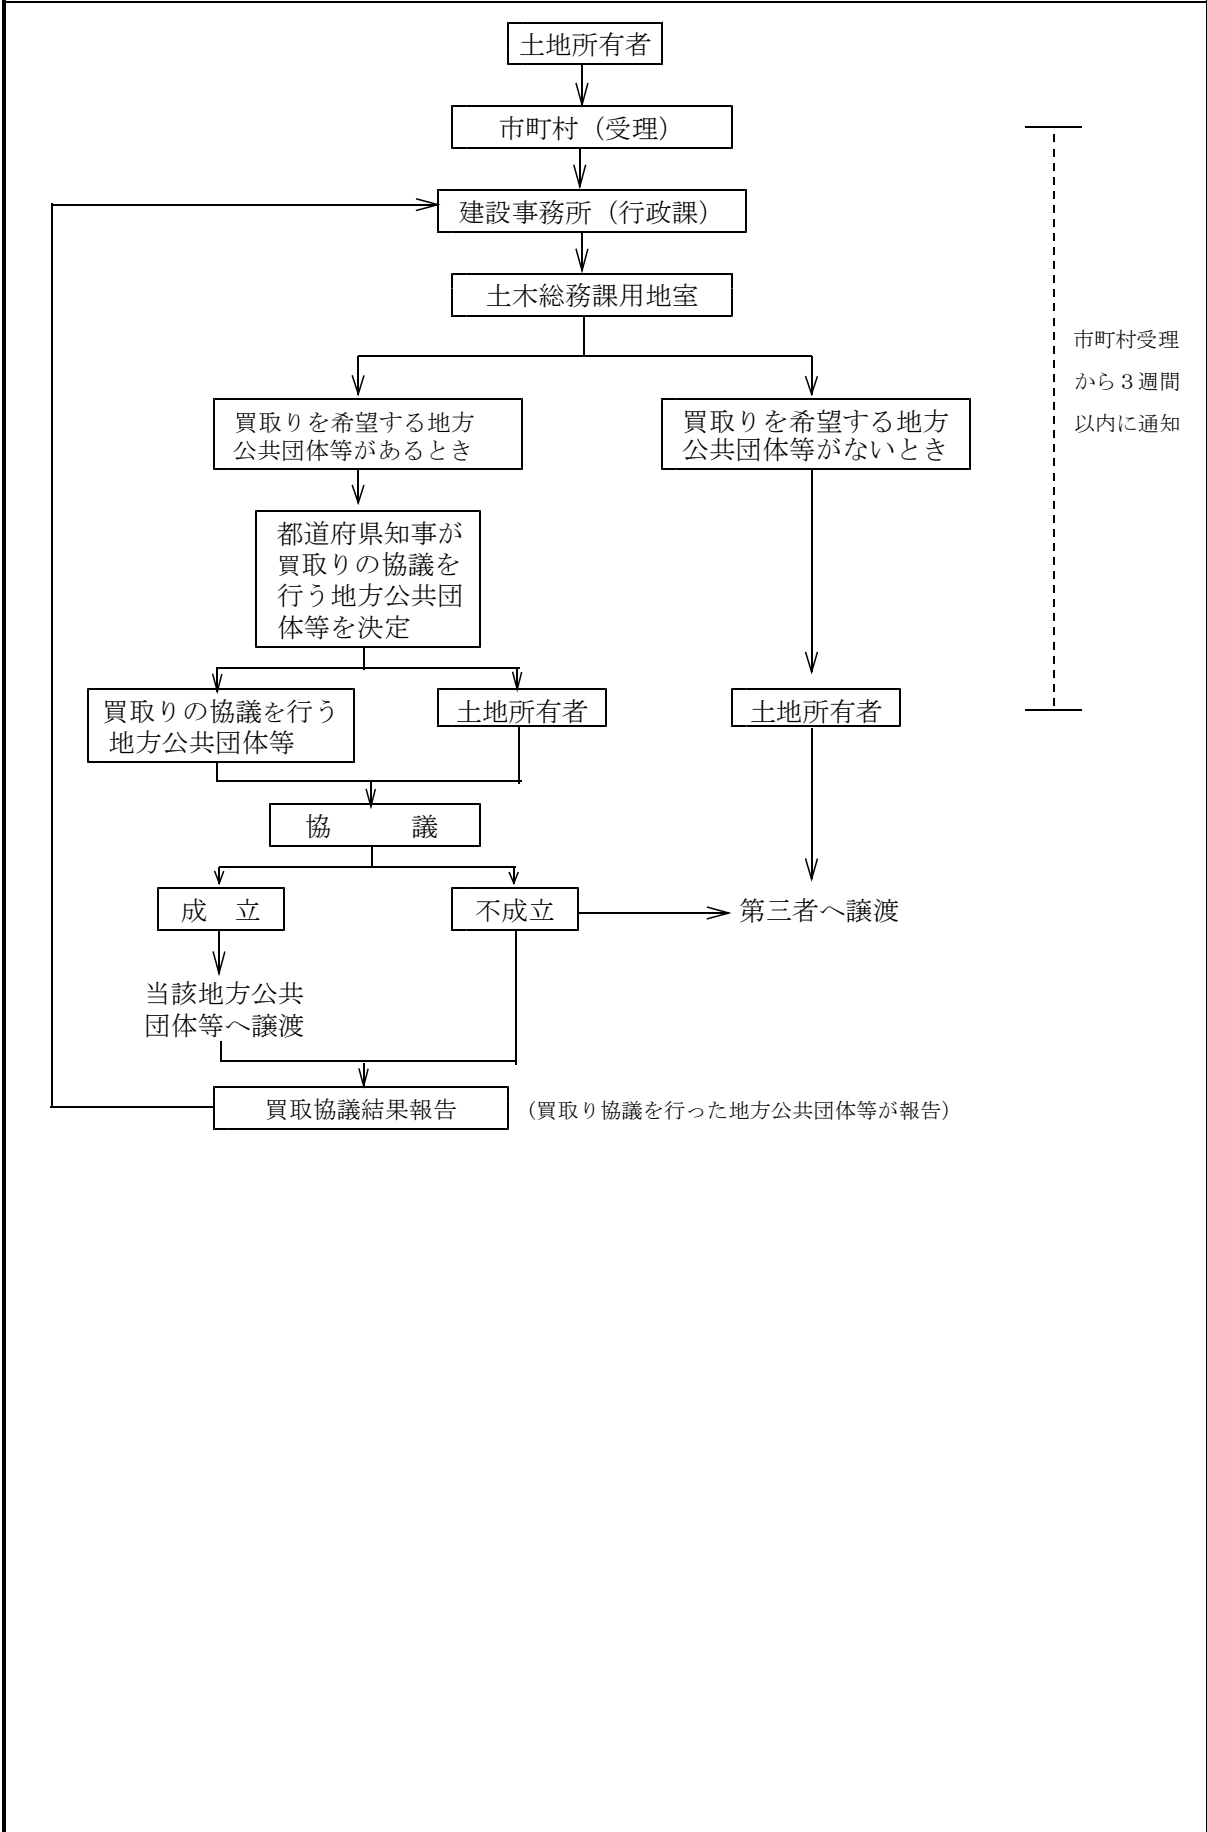 土地所有者
市町村（受理）
建設事務所（行政課）
土木総務課用地室
市町村受理
から３週間
以内に通知
買取りを希望する地方
公共団体等があるとき
買取りを希望する地方
公共団体等がないとき
都道府県知事が
買取りの協議を
行う地方公共団
体等を決定
買取りの協議を行う
地方公共団体等
土地所有者
土地所有者
協　　　議
成　立
不成立
第三者へ譲渡
当該地方公共
団体等へ譲渡
買取協議結果報告
（買取り協議を行った地方公共団体等が報告）